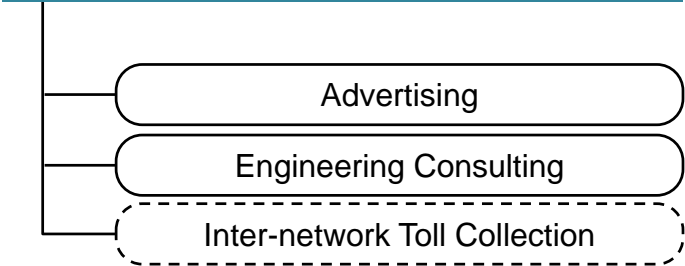 Advertising
Engineering Consulting
Inter-network Toll Collection